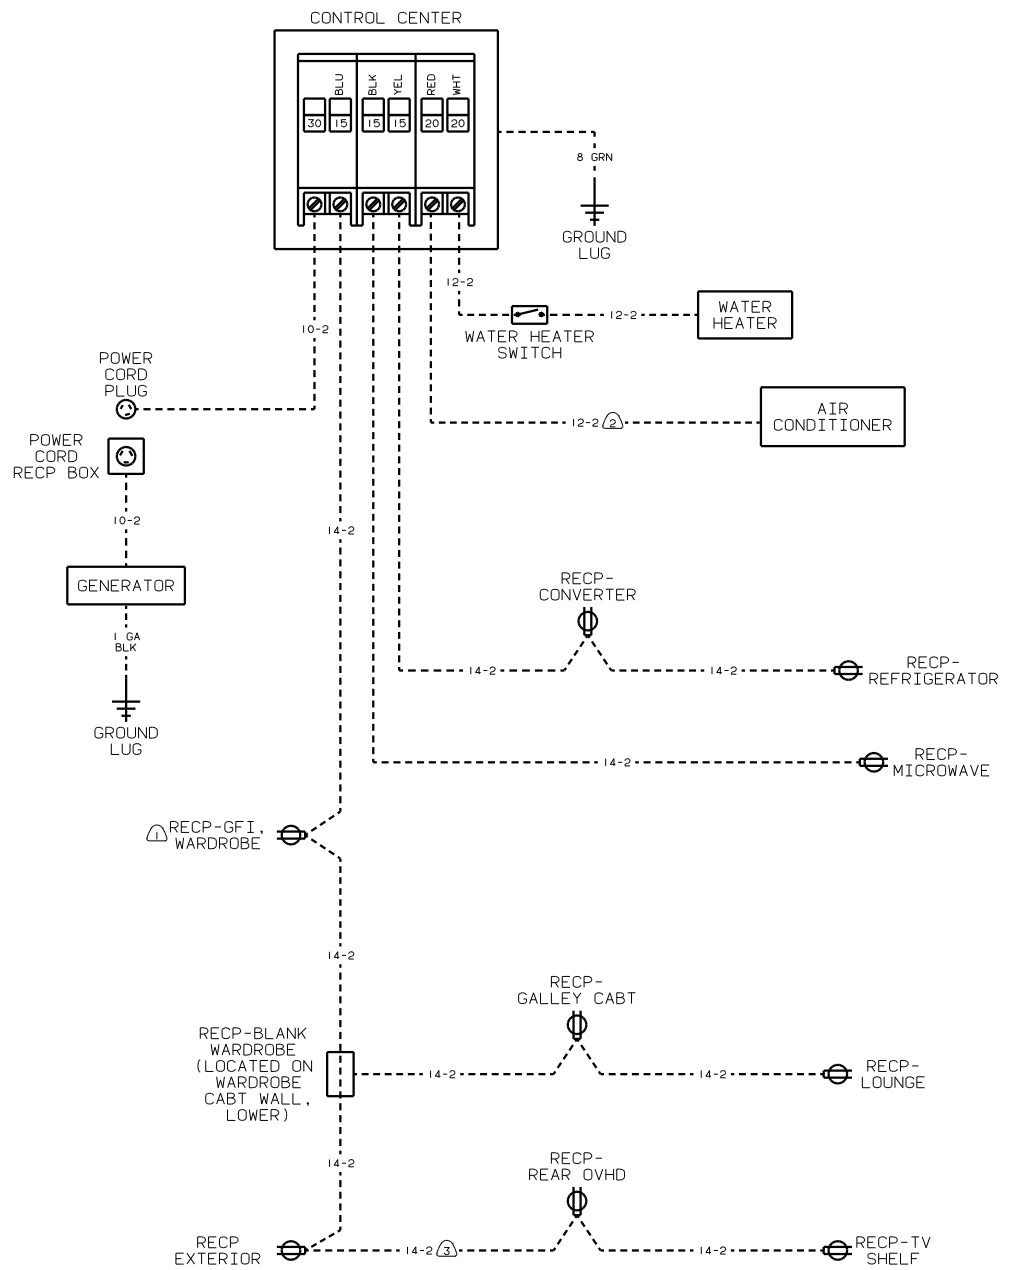 CONTROL CENTER
BLU
BLK
YEL
RED
WHT
30
15
15
15
20
20
8 GRN
GROUND
LUG
12-2
WATER HEATER
SWITCH
12-2
WATER
HEATER
10-2
POWER
CORD
PLUG
12-2
2
AIR
CONDITIONER
POWER
CORD
RECP BOX
10-2
14-2
GENERATOR
1 GA
BLK
GROUND
LUG
RECP-
CONVERTER
14-2
14-2
RECP-
REFRIGERATOR
14-2
RECP-
MICROWAVE
1
RECP-GFI,
WARDROBE
14-2
RECP-BLANK
WARDROBE
(LOCATED ON
WARDROBE
CABT WALL,
LOWER)
RECP-
GALLEY CABT
14-2
14-2
RECP-
LOUNGE
14-2
RECP-
REAR OVHD
RECP
EXTERIOR
14-2
3
14-2
RECP-TV
SHELF